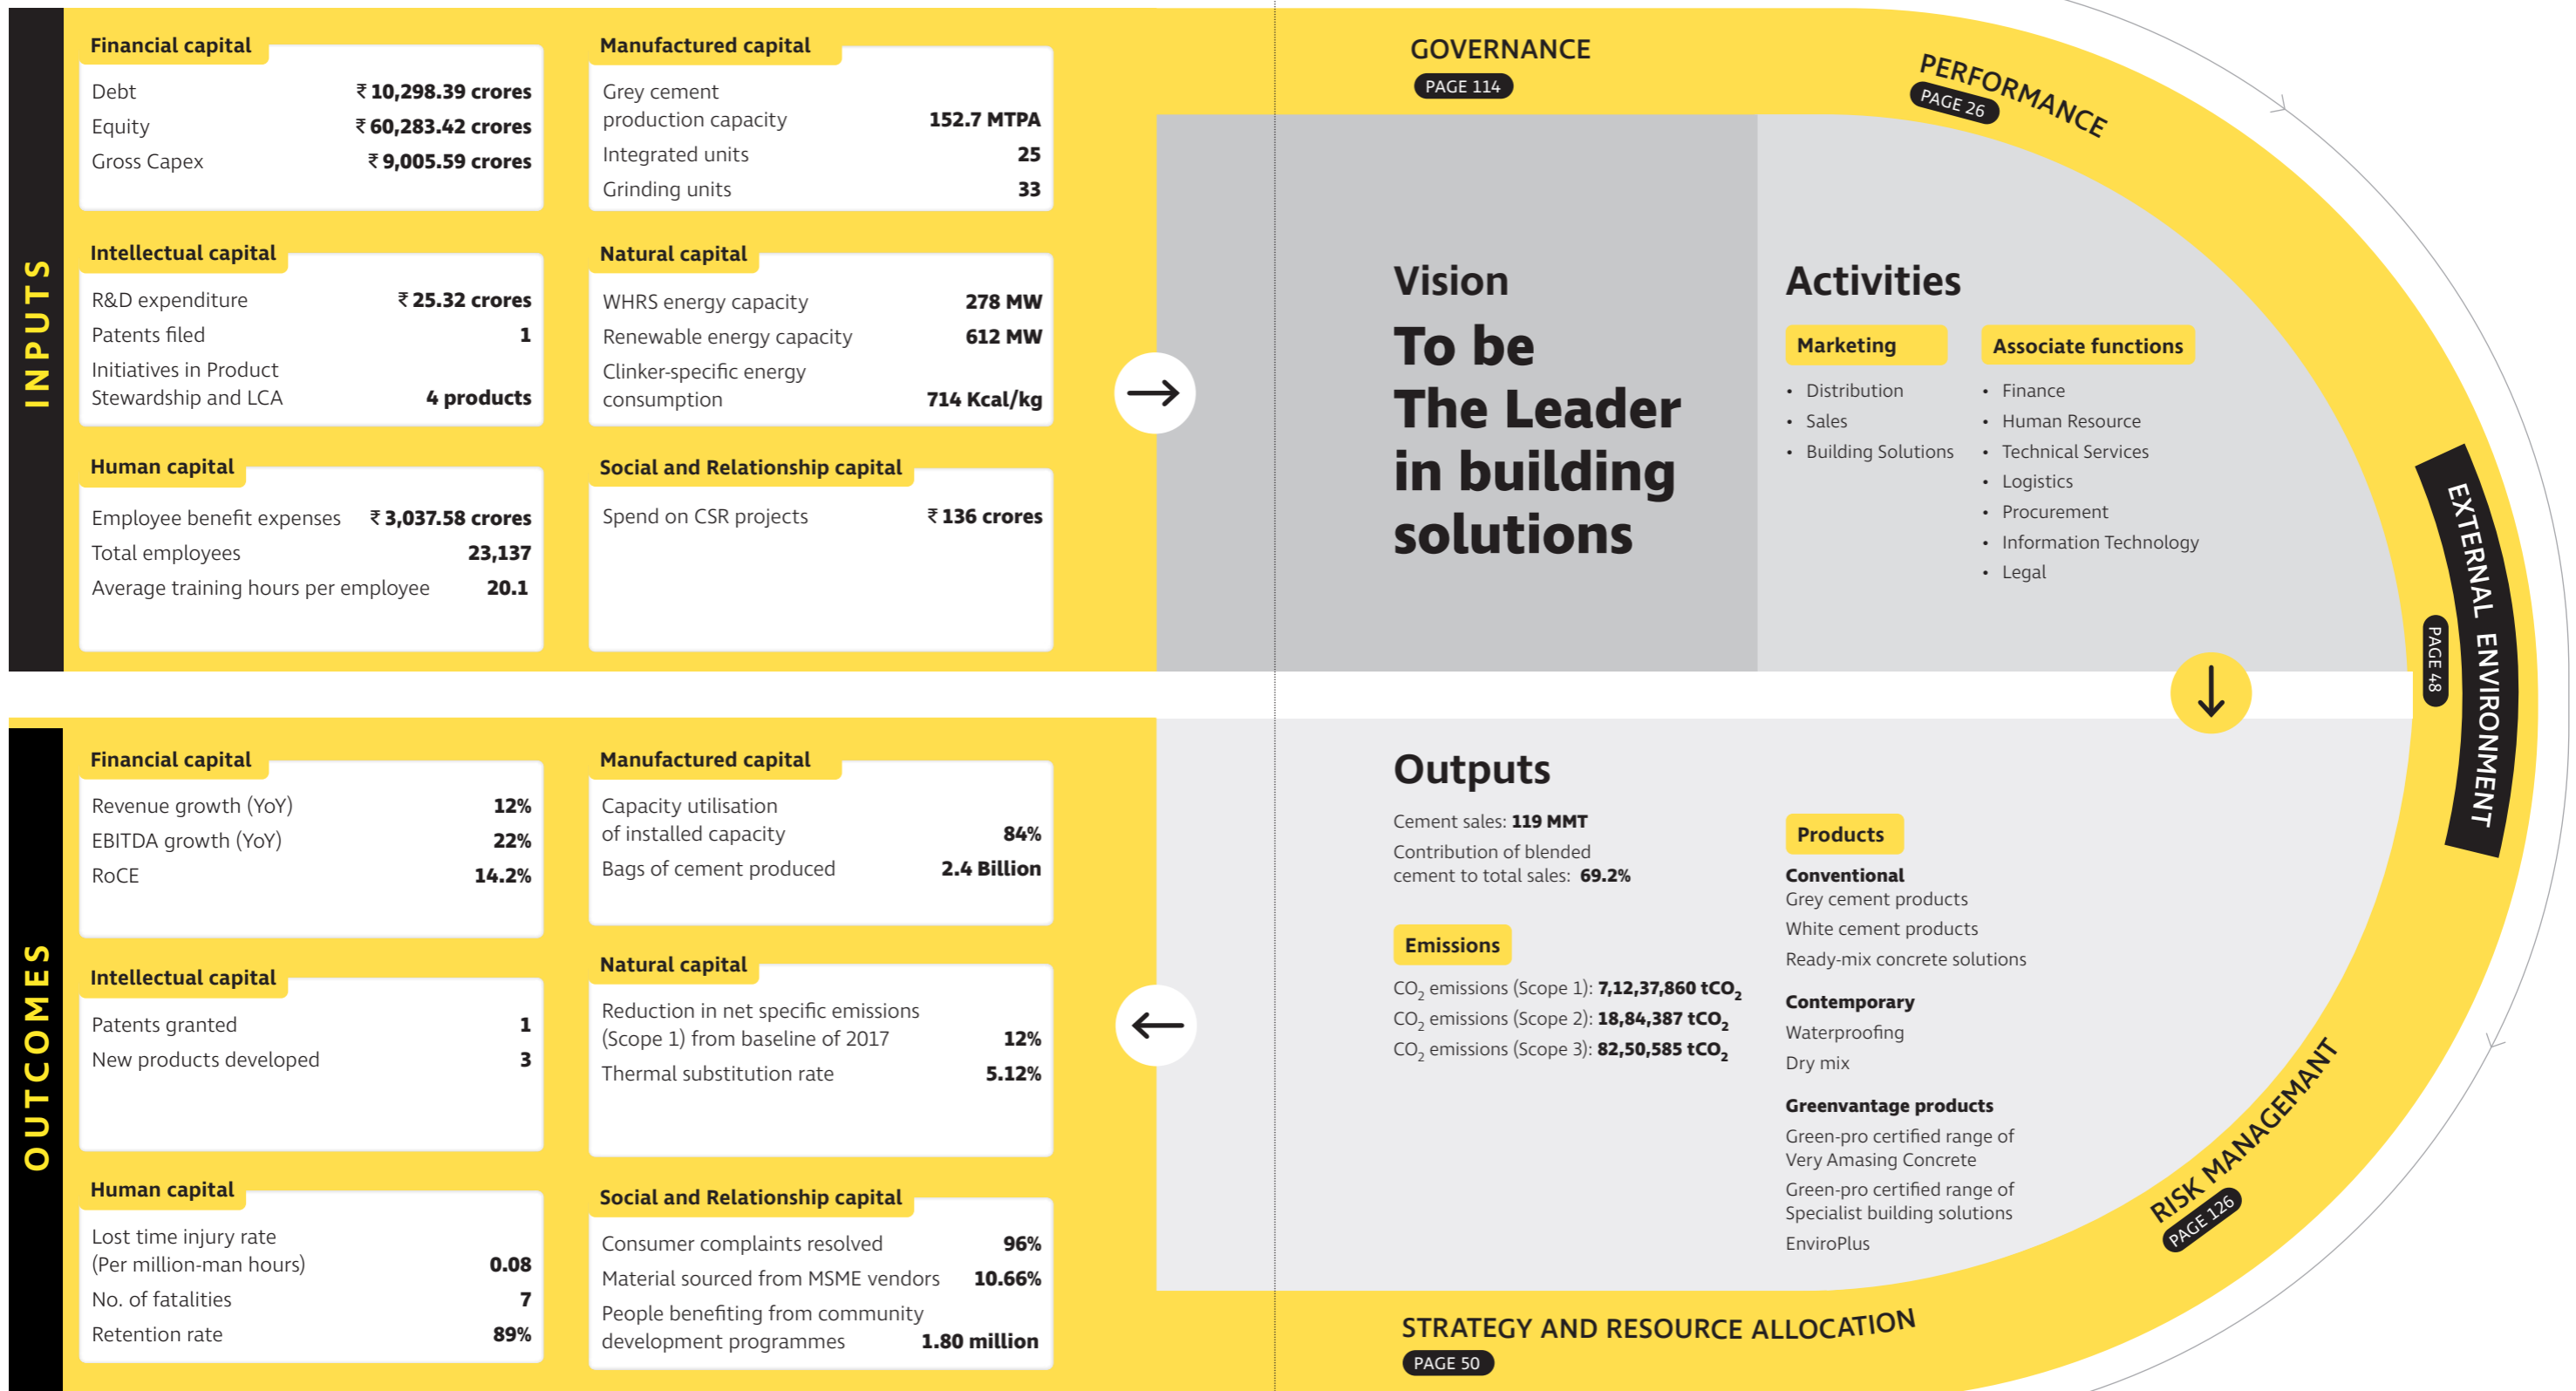 INPUTS
Financial capital
Debt ₹ 10,298.39 crores
Equity ₹ 60,283.42 crores
Gross Capex ₹ 9,005.59 crores
Manufactured capital
Grey cement
production capacity 152.7 MTPA
Integrated units 25
Grinding units 33
Intellectual capital
R&D expenditure ₹ 25.32 crores
Patents filed 1
Initiatives in Product
Stewardship and LCA 4 products
Natural capital
WHRS energy capacity 278 MW
Renewable energy capacity 612 MW
Clinker-specific energy
consumption 714 Kcal/kg
Human capital
Employee benefit expenses ₹ 3,037.58 crores
Total employees 23,137
Average training hours per employee 20.1
Social and Relationship capital
Spend on CSR projects ₹ 136 crores
GOVERNANCE
PAGE 114
PERFORMANCE
PAGE 26
Vision
To be
The Leader
in building
solutions
Activities
Marketing
• Distribution
• Sales
• Building Solutions
Associate functions
• Finance
• Human Resource
• Technical Services
• Logistics
• Procurement
• Information Technology
• Legal
EXTERNAL ENVIRONMENT
PAGE 48
OUTCOMES
Financial capital
Revenue growth (YoY) 12%
EBITDA growth (YoY) 22%
RoCE 14.2%
Manufactured capital
Capacity utilisation
of installed capacity 84%
Bags of cement produced 2.4 Billion
Intellectual capital
Patents granted 1
New products developed 3
Natural capital
Reduction in net specific emissions
(Scope 1) from baseline of 2017 12%
Thermal substitution rate 5.12%
Human capital
Lost time injury rate
(Per million-man hours) 0.08
No. of fatalities 7
Retention rate 89%
Social and Relationship capital
Consumer complaints resolved 96%
Material sourced from MSME vendors 10.66%
People benefiting from community
development programmes 1.80 million
Outputs
Cement sales: 119 MMT
Contribution of blended
cement to total sales: 69.2%
Emissions
CO2 emissions (Scope 1): 7,12,37,860 tCO2
CO2 emissions (Scope 2): 18,84,387 tCO2
CO2 emissions (Scope 3): 82,50,585 tCO2
Products
Conventional
Grey cement products
White cement products
Ready-mix concrete solutions
Contemporary
Waterproofing
Dry mix
Greenvantage products
Green-pro certified range of
Very Amasing Concrete
Green-pro certified range of
Specialist building solutions
EnviroPlus
RISK MANAGEMANT
PAGE 126
STRATEGY AND RESOURCE ALLOCATION
PAGE 50